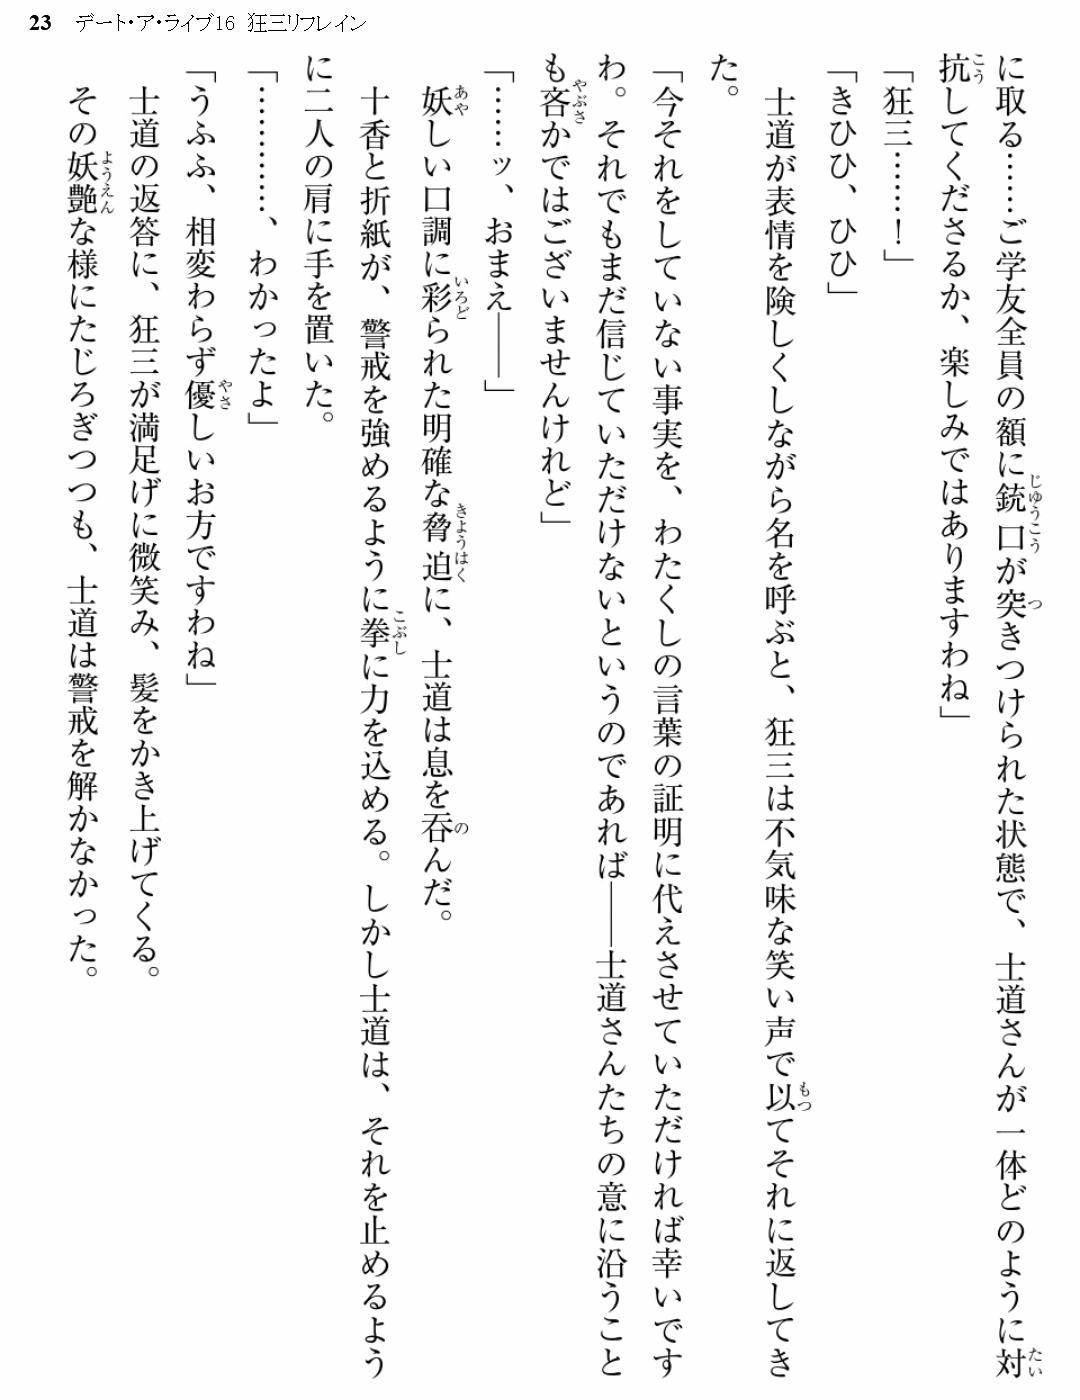 23 デート・ア・ライブ16 狂三リフレイン
に取る……ご学友全員の額に銃口が突きつけられた状態で、士道さんが一体どのように対
抗してくださるか、楽しみではありますわね」
「狂三……！」
「きひひ、ひひ」
　士道が表情を険しくしながら名を呼ぶと、狂三は不気味な笑い声で以てそれに返してき
た。
「今それをしていない事実を、わたくしの言葉の証明に代えさせていただければ幸いです
わ。それでもまだ信じていただけないというのであれば――士道さんたちの意に沿うこと
も吝かではございませんけれど」
「……ッ、おまえ――」
　妖しい口調に彩られた明確な脅迫に、士道は息を呑んだ。
　十香と折紙が、警戒を強めるように拳に力を込める。しかし士道は、それを止めるよう
に二人の肩に手を置いた。
「…………、わかったよ」
「うふふ、相変わらず優しいお方ですわね」
　士道の返答に、狂三が満足げに微笑み、髪をかき上げてくる。
　その妖艶な様にたじろぎつつも、士道は警戒を解かなかった。